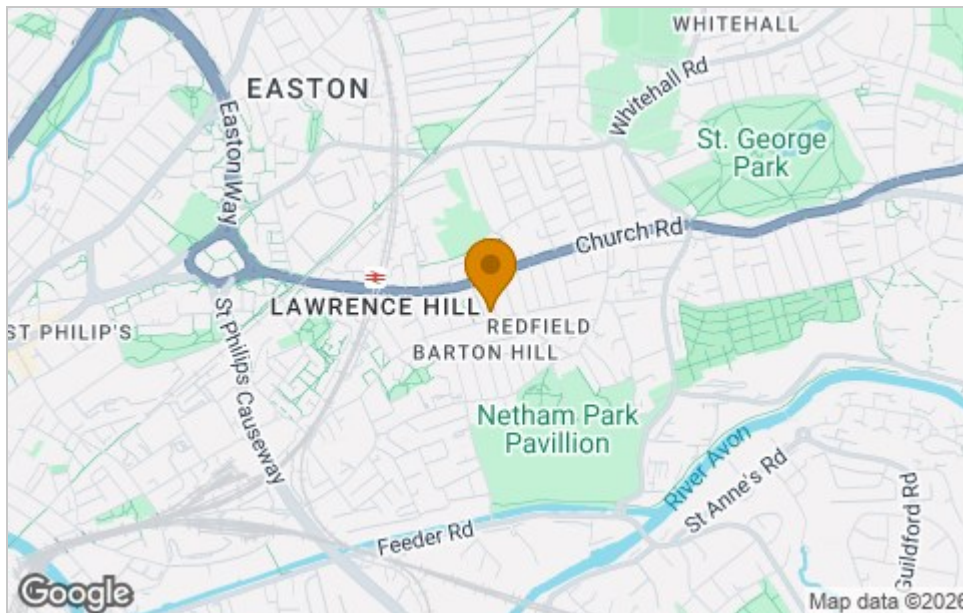 WHITEHALL
EASTON
Whitehall Rd
St. George
Park
Easton Way
Church Rd
LAWRENCE HILL
REDFIELD
ST PHILIP'S
BARTON HILL
St Philips Causeway
Netham Park
Pavillion
River Avon
St Anne's Rd
Guildford Rd
Feeder Rd
Google
Map data ©2026